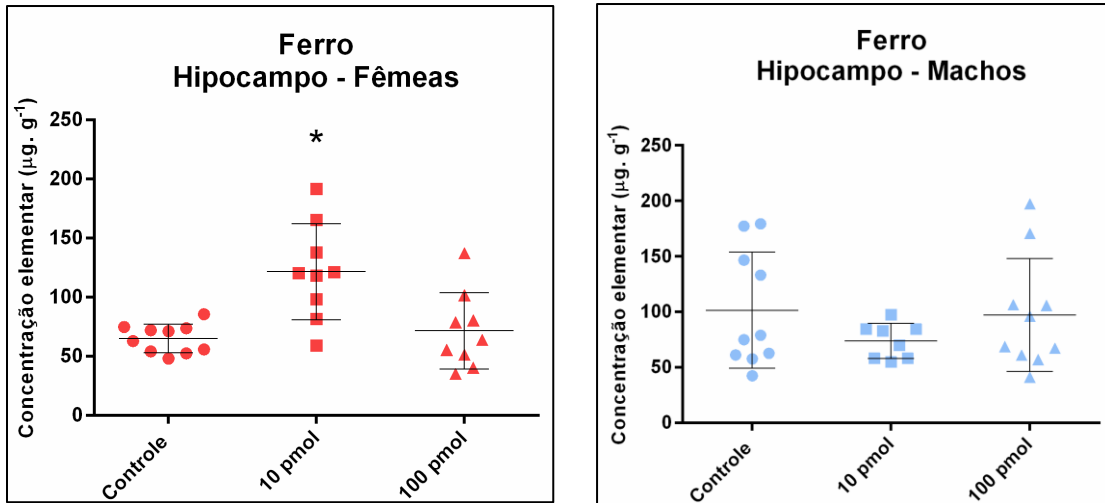 Ferro
Hipocampo - Fêmeas
Concentração elementar (µg. g⁻¹)
250
200
150
100
50
0
*
Controle
10 pmol
100 pmol
Ferro
Hipocampo - Machos
Concentração elementar (µg. g⁻¹)
250
200
150
100
50
0
Controle
10 pmol
100 pmol